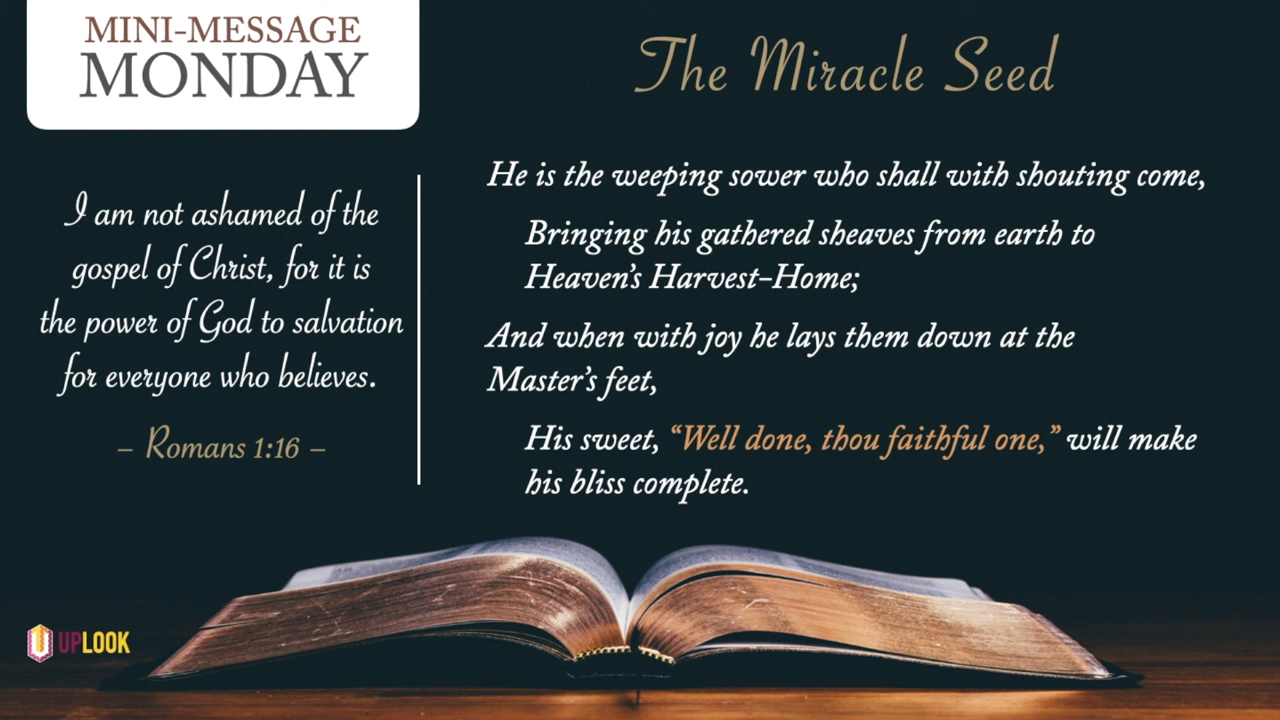 MINI-MESSAGE
MONDAY
I am not ashamed of the
gospel of Christ, for it is
the power of God to salvation
for everyone who believes.
– Romans 1:16 –
The Miracle Seed
He is the weeping sower who shall with shouting come,
Bringing his gathered sheaves from earth to
Heaven’s Harvest–Home;
And when with joy he lays them down at the
Master’s feet,
His sweet, “Well done, thou faithful one,” will make
his bliss complete.
UPLOOK